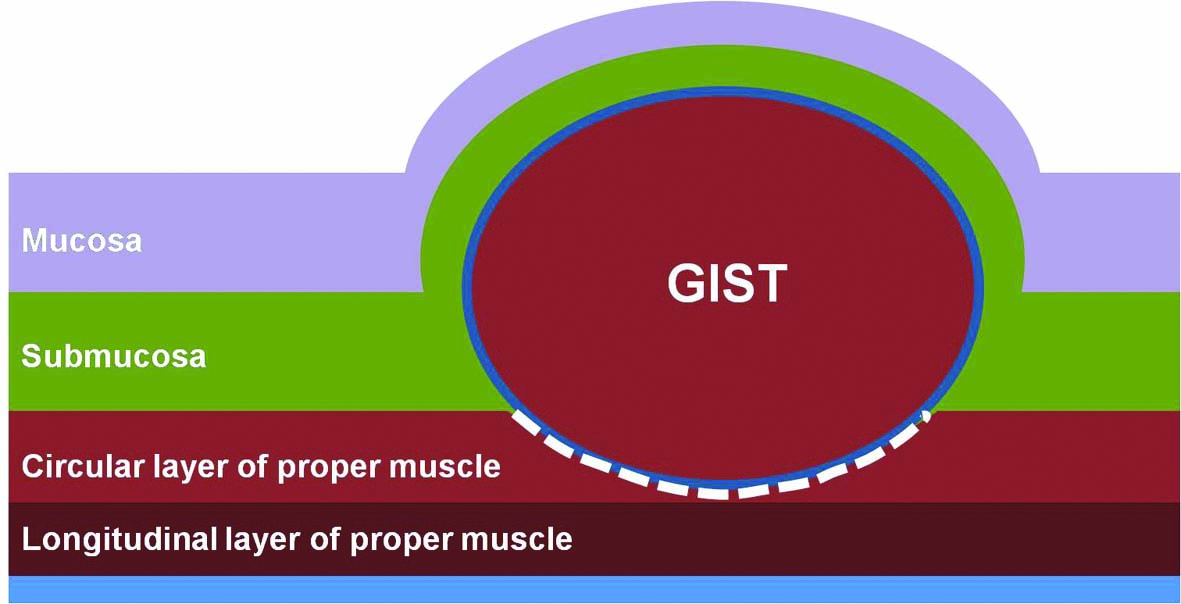 GIST
Mucosa
Submucosa
Circular layer of proper muscle
Longitudinal layer of proper muscle